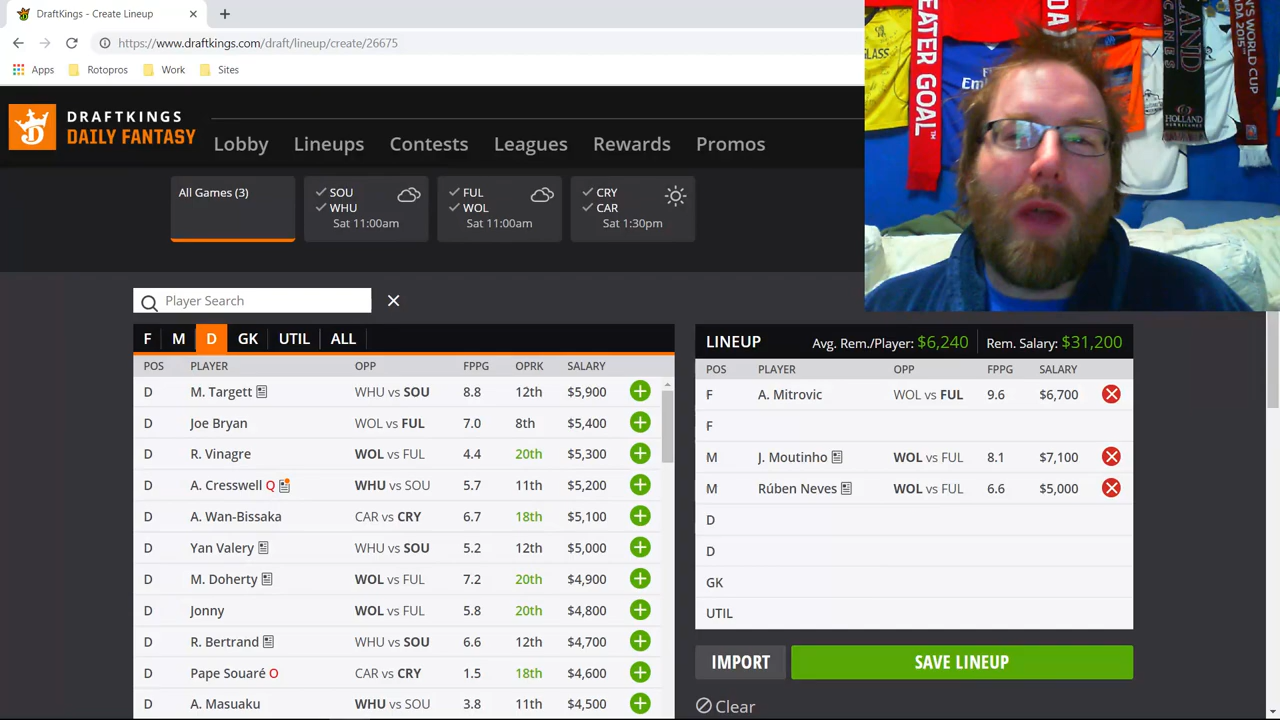 DraftKings - Create Lineup
https://www.draftkings.com/draft/lineup/create/26675
Apps Rotopros Work Sites
DRAFTKINGS
DAILY FANTASY
Lobby Lineups Contests Leagues Rewards Promos
All Games (3)
SOU
WHU
Sat 11:00am
FUL
WOL
Sat 11:00am
CRY
CAR
Sat 1:30pm
Player Search
F M D GK UTIL ALL
POS PLAYER OPP FPPG OPRK SALARY
D M. Targett WHU vs SOU 8.8 12th $5,900
D Joe Bryan WOL vs FUL 7.0 8th $5,400
D R. Vinagre WOL vs FUL 4.4 20th $5,300
D A. Cresswell Q WHU vs SOU 5.7 11th $5,200
D A. Wan-Bissaka CAR vs CRY 6.7 18th $5,100
D Yan Valery WHU vs SOU 5.2 12th $5,000
D M. Doherty WOL vs FUL 7.2 20th $4,900
D Jonny WOL vs FUL 5.8 20th $4,800
D R. Bertrand WHU vs SOU 6.6 12th $4,700
D Pape Souaré O CAR vs CRY 1.5 18th $4,600
D A. Masuaku WHU vs SOU 3.8 11th $4,500
LINEUP Avg. Rem./Player: $6,240 Rem. Salary: $31,200
POS PLAYER OPP FPPG SALARY
F A. Mitrovic WOL vs FUL 9.6 $6,700
F
M J. Moutinho WOL vs FUL 8.1 $7,100
M Rúben Neves WOL vs FUL 6.6 $5,000
D
D
GK
UTIL
IMPORT SAVE LINEUP
Clear
EATER GOAL™
HOLLAND
WORLD CUP
CANADA 2015™